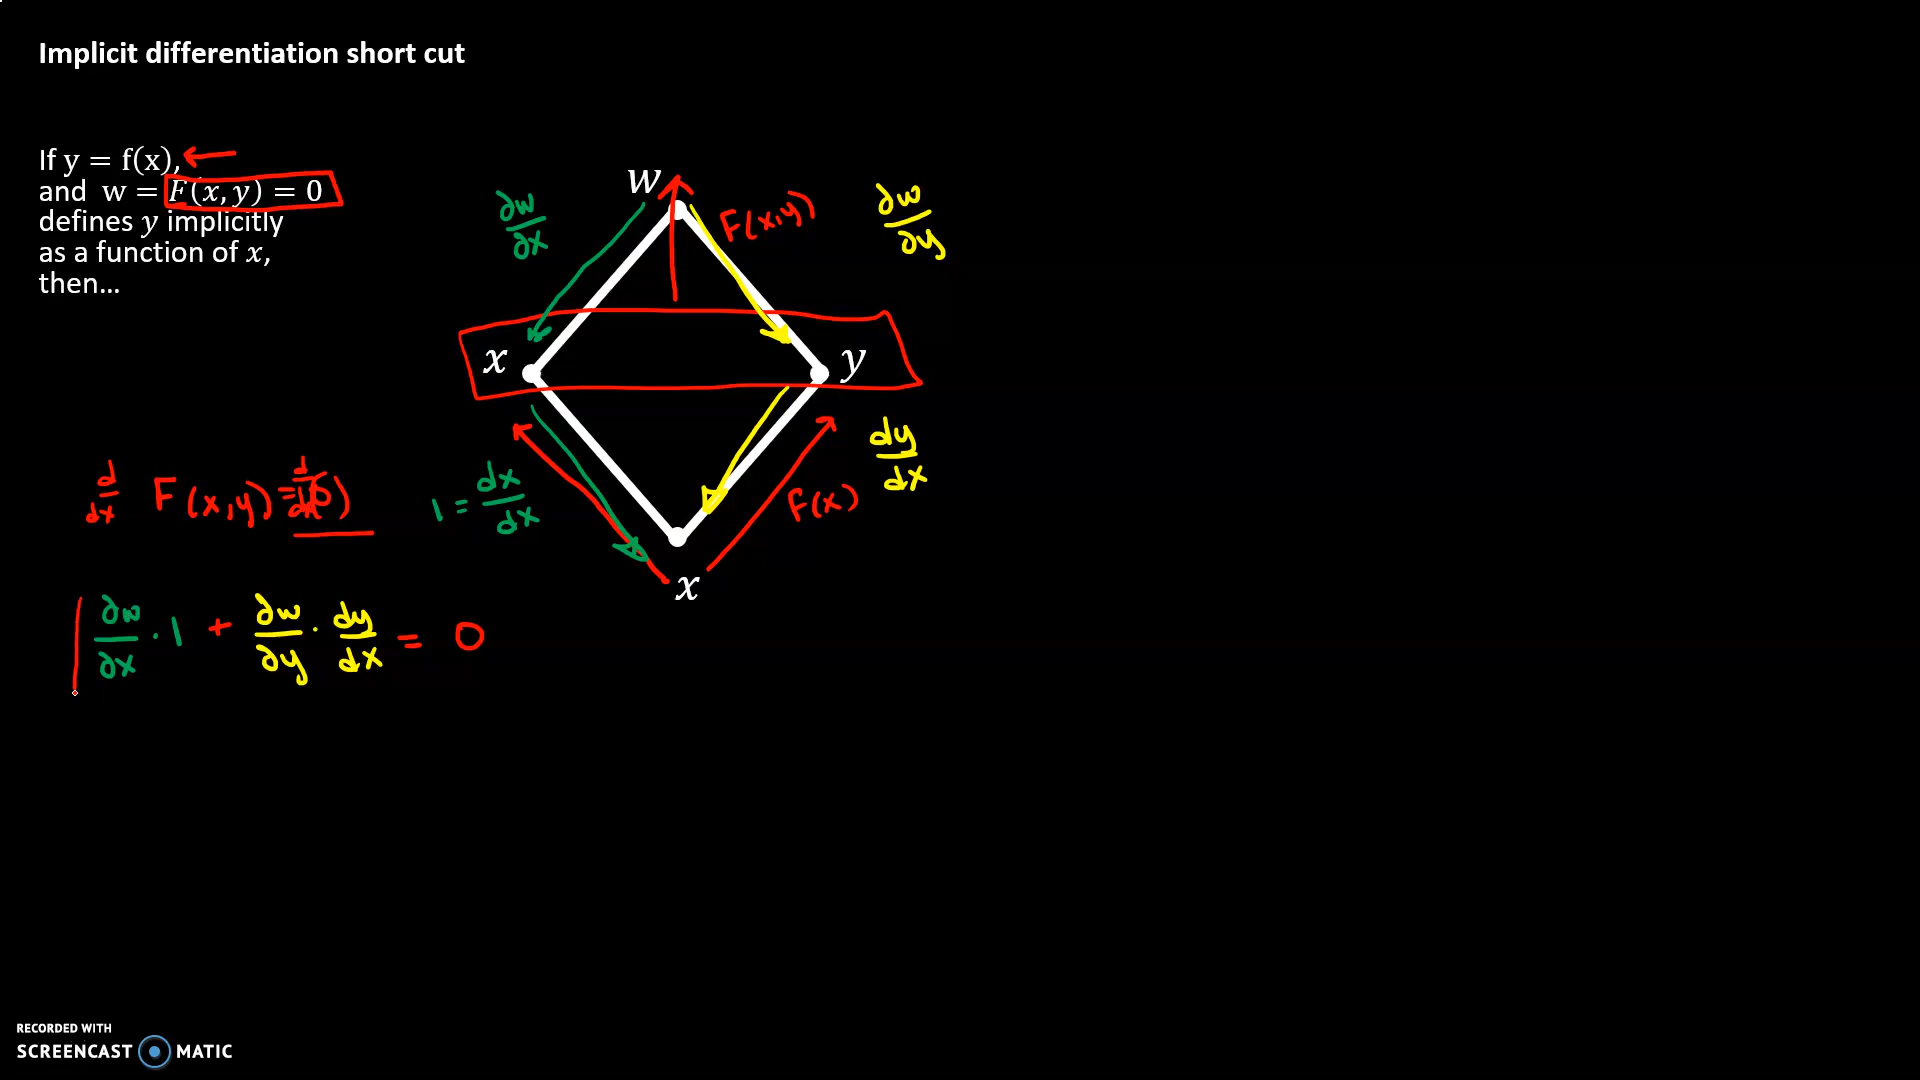 Implicit differentiation short cut
If y = f(x),
and w = F(x, y) = 0
defines y implicitly
as a function of x,
then...
w
∂w/∂x
F(x,y)
∂w/∂y
x
y
dy/dx
d/dx F(x,y) = d/dx(0)
1 = dx/dx
F(x)
x
∂w/∂x · 1 + ∂w/∂y · dy/dx = 0
RECORDED WITH
SCREENCAST MATIC